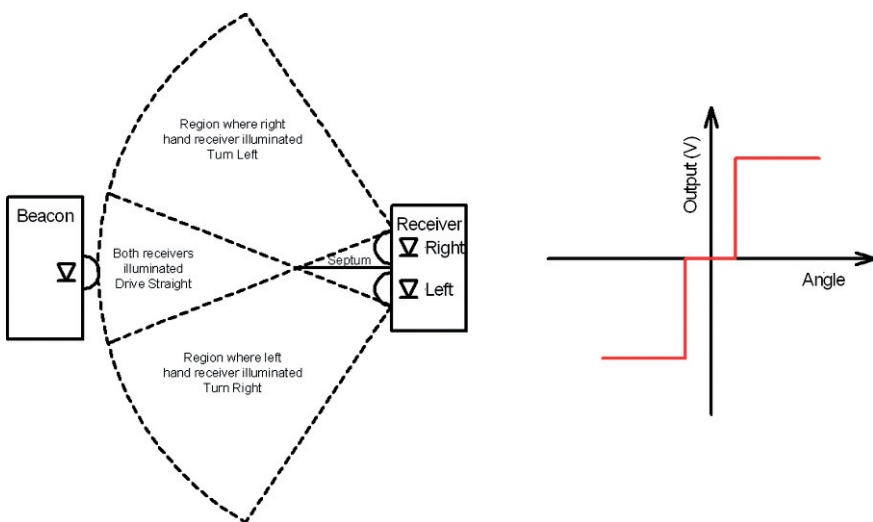 Region where right
hand receiver illuminated
Turn Left
Beacon
Both receivers
illuminated
Drive Straight
Septum
Receiver
Right
Left
Region where left
hand receiver illuminated
Turn Right
Output (V)
Angle